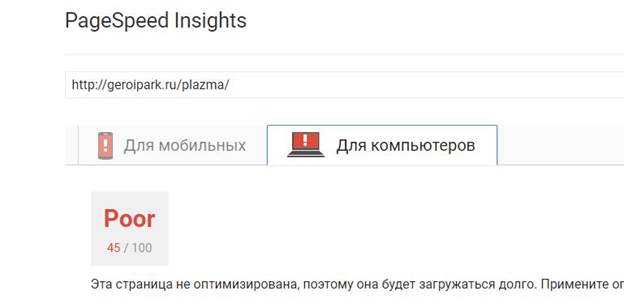 PageSpeed Insights
http://geroipark.ru/plazma/
Для мобильных
Для компьютеров
Poor
45 / 100
Эта страница не оптимизирована, поэтому она будет загружаться долго. Примените